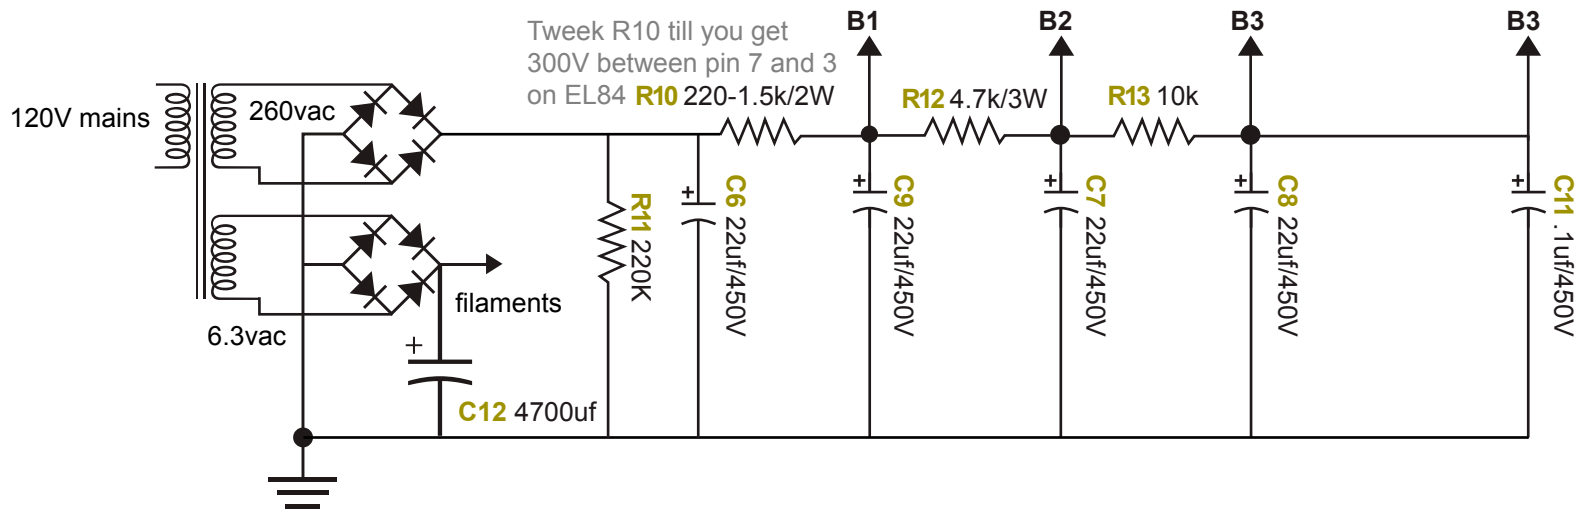 Tweek R10 till you get
300V between pin 7 and 3
on EL84 R10 220-1.5k/2W
B1
B2
B3
B3
R12 4.7k/3W
R13 10k
120V mains
260vac
6.3vac
filaments
+
C12 4700uf
R11 220K
+
C6 22uf/450V
+
C9 22uf/450V
+
C7 22uf/450V
+
C8 22uf/450V
+
C11 .1uf/450V